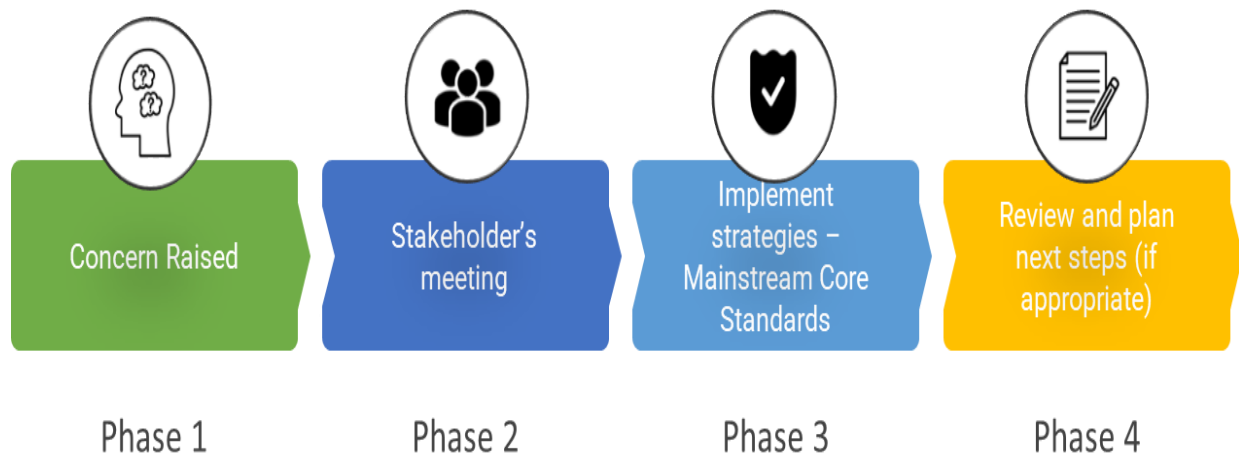 Concern Raised
Stakeholder’s
meeting
Implement
strategies –
Mainstream Core
Standards
Review and plan
next steps (if
appropriate)
Phase 1
Phase 2
Phase 3
Phase 4